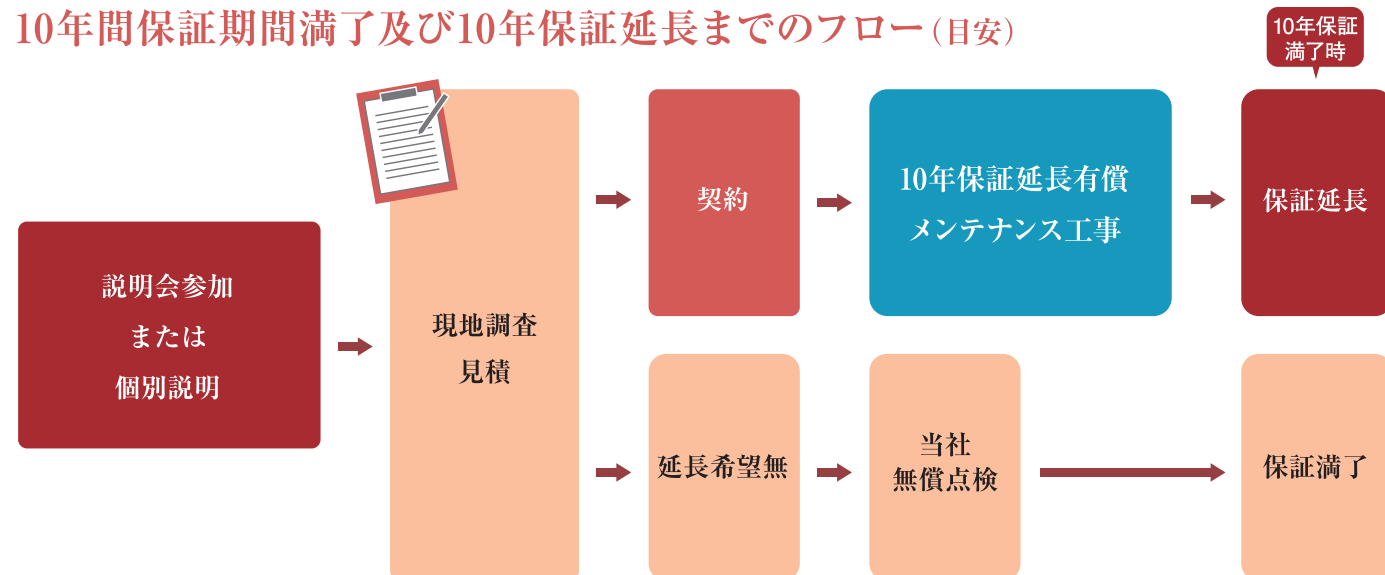 10年間保証期間満了及び10年保証延長までのフロー（目安）
10年保証
満了時
説明会参加
または
個別説明
現地調査
見積
契約
10年保証延長有償
メンテナンス工事
保証延長
延長希望無
当社
無償点検
保証満了